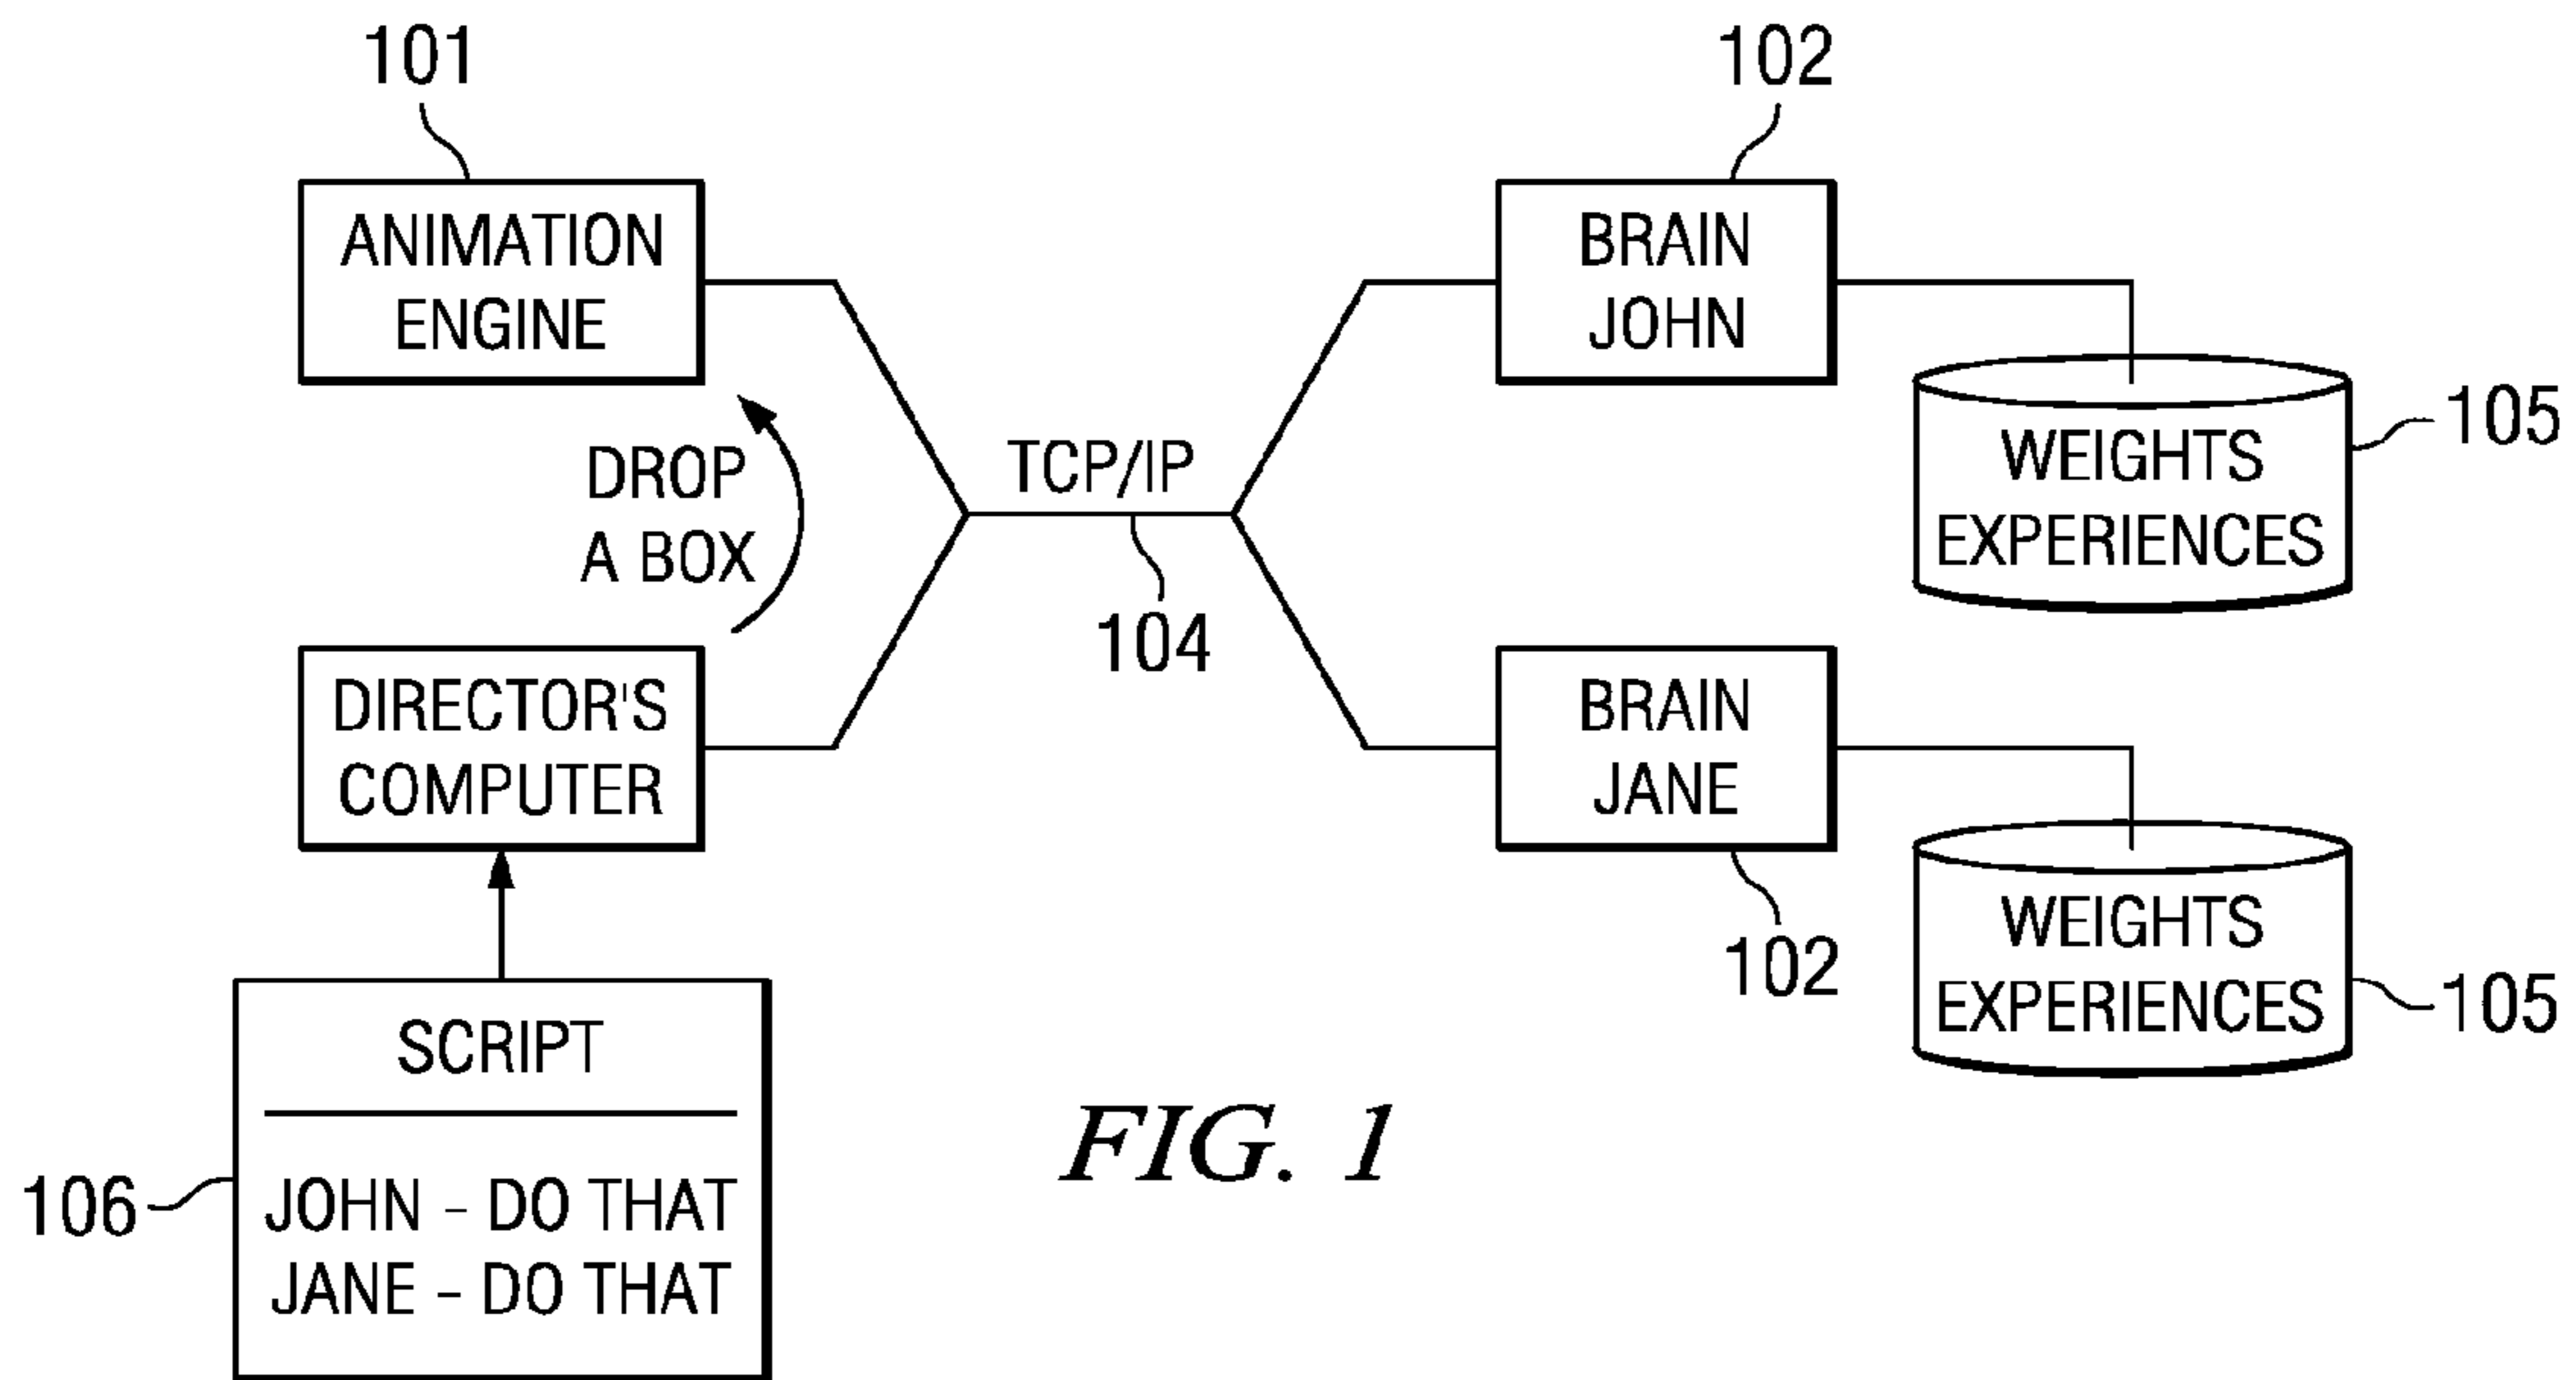 101
102
ANIMATION
ENGINE
BRAIN
JOHN
DROP
A BOX
TCP/IP
104
WEIGHTS
EXPERIENCES
105
DIRECTOR'S
COMPUTER
BRAIN
JANE
102
WEIGHTS
EXPERIENCES
105
SCRIPT
106
JOHN - DO THAT
JANE - DO THAT
FIG. 1